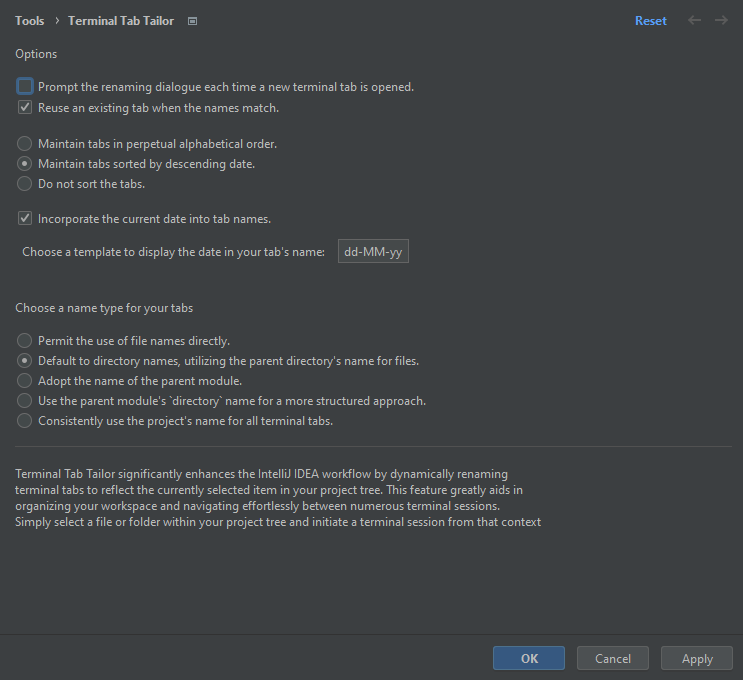 Tools › Terminal Tab Tailor Reset
Options
Prompt the renaming dialogue each time a new terminal tab is opened.
Reuse an existing tab when the names match.
Maintain tabs in perpetual alphabetical order.
Maintain tabs sorted by descending date.
Do not sort the tabs.
Incorporate the current date into tab names.
Choose a template to display the date in your tab's name: dd-MM-yy
Choose a name type for your tabs
Permit the use of file names directly.
Default to directory names, utilizing the parent directory's name for files.
Adopt the name of the parent module.
Use the parent module's `directory` name for a more structured approach.
Consistently use the project's name for all terminal tabs.
Terminal Tab Tailor significantly enhances the IntelliJ IDEA workflow by dynamically renaming
terminal tabs to reflect the currently selected item in your project tree. This feature greatly aids in
organizing your workspace and navigating effortlessly between numerous terminal sessions.
Simply select a file or folder within your project tree and initiate a terminal session from that context
OK Cancel Apply